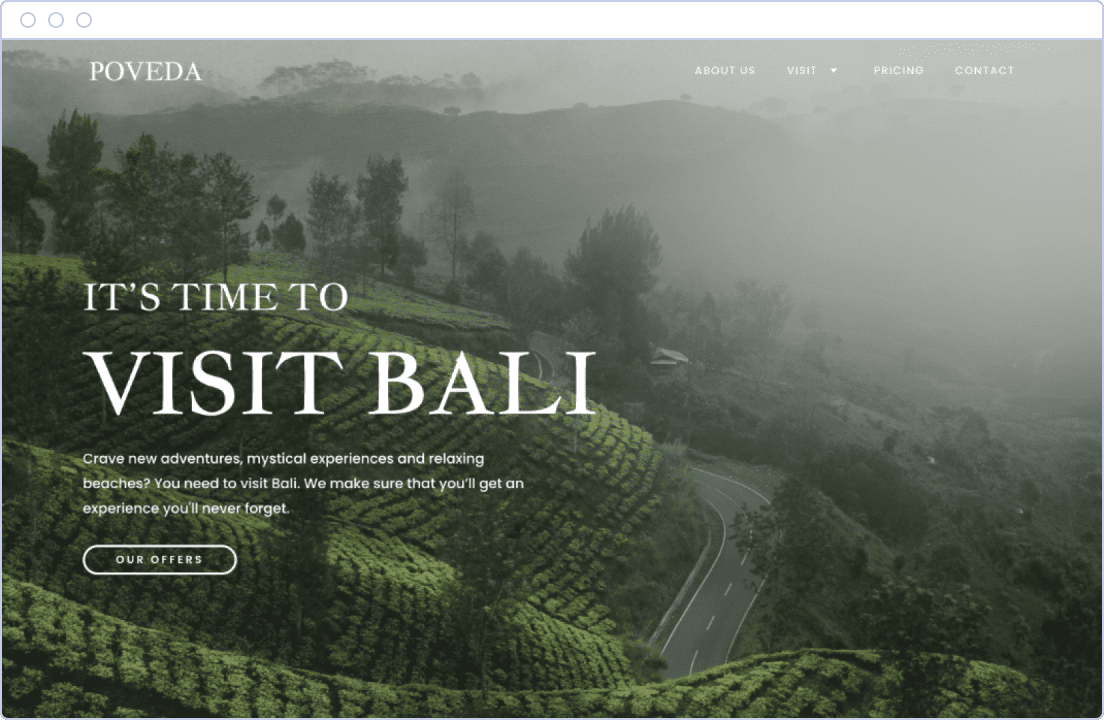 POVEDA
ABOUT US VISIT PRICING CONTACT
IT’S TIME TO
VISIT BALI
Crave new adventures, mystical experiences and relaxing
beaches? You need to visit Bali. We make sure that you’ll get an
experience you'll never forget.
OUR OFFERS